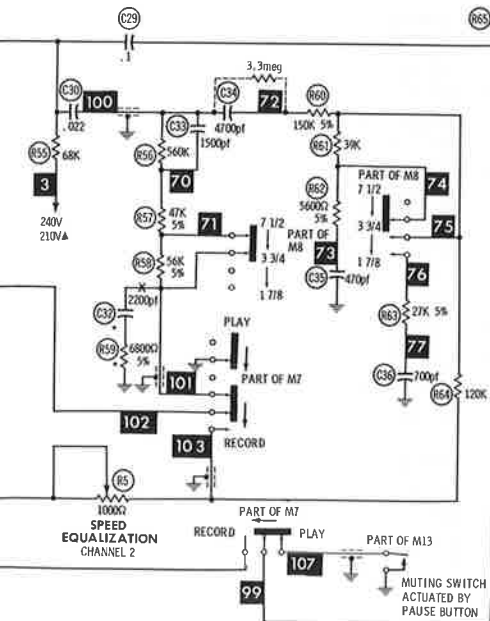 C29
R65
.1
3.3meg
C30
100
C34
72
R60
.022
C33
4700pf
150K 5%
1500pf
R61
39K
R55
68K
R56
560K
PART OF M8
3
70
R62
7 1/2
74
240V
210V▲
R57
47K
5%
71
7 1/2
5600Ω
5%
75
PART OF
M8
3 3/4
R58
56K
5%
3 3/4
73
1 7/8
76
C35
470pf
2200pf
1 7/8
R63
27K 5%
C32
PLAY
77
R59
6800Ω
5%
C36
700pf
101
PART OF M7
R64
120K
102
103
RECORD
R5
1000Ω
SPEED
EQUALIZATION
CHANNEL 2
PART OF M7
RECORD
PLAY
PART OF M13
107
99
MUTING SWITCH
ACTUATED BY
PAUSE BUTTON